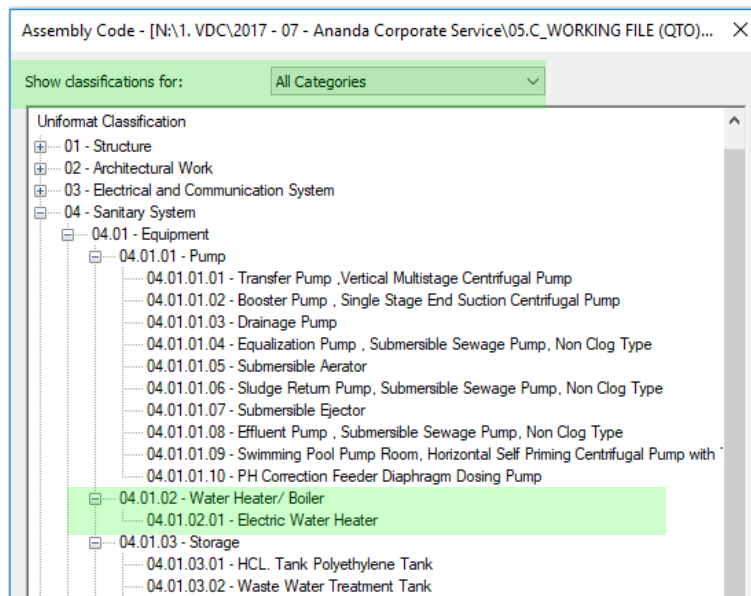 Assembly Code - [N:\1. VDC\2017 - 07 - Ananda Corporate Service\05.C_WORKING FILE (QTO)...
Show classifications for: All Categories
Uniformat Classification
01 - Structure
02 - Architectural Work
03 - Electrical and Communication System
04 - Sanitary System
04.01 - Equipment
04.01.01 - Pump
04.01.01.01 - Transfer Pump ,Vertical Multistage Centrifugal Pump
04.01.01.02 - Booster Pump , Single Stage End Suction Centrifugal Pump
04.01.01.03 - Drainage Pump
04.01.01.04 - Equalization Pump , Submersible Sewage Pump, Non Clog Type
04.01.01.05 - Submersible Aerator
04.01.01.06 - Sludge Return Pump, Submersible Sewage Pump, Non Clog Type
04.01.01.07 - Submersible Ejector
04.01.01.08 - Effluent Pump , Submersible Sewage Pump, Non Clog Type
04.01.01.09 - Swimming Pool Pump Room, Horizontal Self Priming Centrifugal Pump with
04.01.01.10 - PH Correction Feeder Diaphragm Dosing Pump
04.01.02 - Water Heater/ Boiler
04.01.02.01 - Electric Water Heater
04.01.03 - Storage
04.01.03.01 - HCL. Tank Polyethylene Tank
04.01.03.02 - Waste Water Treatment Tank